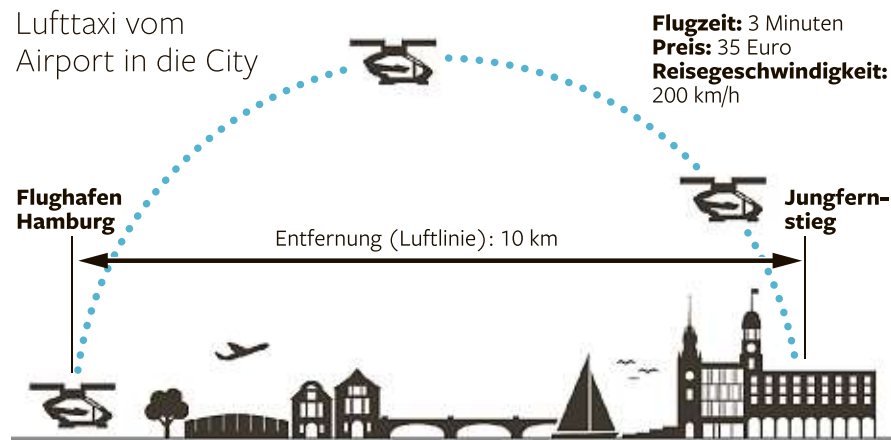 Lufttaxi vom
Airport in die City
Flugzeit: 3 Minuten
Preis: 35 Euro
Reisegeschwindigkeit:
200 km/h
Flughafen
Hamburg
Jungfern-
stieg
Entfernung (Luftlinie): 10 km